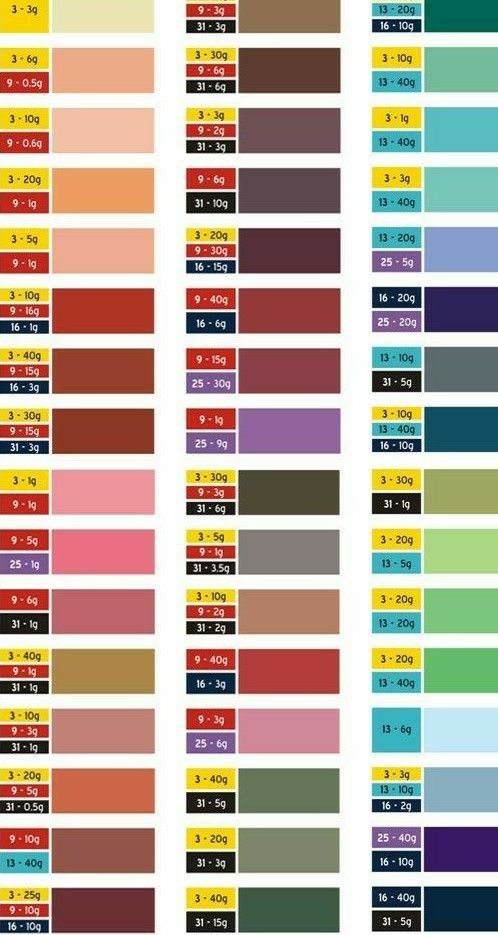 3 - 3g
3 - 6g
9 - 0.5g
3 - 10g
9 - 0.6g
3 - 20g
9 - 1g
3 - 5g
9 - 1g
3 - 10g
9 - 16g
16 - 1g
3 - 40g
9 - 15g
16 - 3g
3 - 30g
9 - 15g
31 - 3g
3 - 1g
9 - 1g
9 - 5g
25 - 1g
9 - 6g
31 - 1g
3 - 40g
9 - 1g
31 - 1g
3 - 10g
9 - 3g
31 - 1g
3 - 20g
9 - 5g
31 - 0.5g
9 - 10g
13 - 40g
3 - 25g
9 - 10g
16 - 10g
9 - 3g
31 - 3g
3 - 30g
9 - 6g
31 - 6g
3 - 3g
9 - 2g
31 - 3g
9 - 6g
31 - 10g
3 - 20g
9 - 30g
16 - 15g
9 - 40g
16 - 6g
9 - 15g
25 - 30g
9 - 1g
25 - 9g
3 - 30g
9 - 3g
31 - 6g
3 - 5g
9 - 1g
31 - 3,5g
3 - 10g
9 - 2g
31 - 2g
9 - 40g
16 - 3g
9 - 3g
25 - 6g
3 - 40g
31 - 5g
3 - 20g
31 - 3g
3 - 40g
31 - 15g
13 - 20g
16 - 10g
3 - 10g
13 - 40g
3 - 1g
13 - 40g
3 - 3g
13 - 40g
13 - 20g
25 - 5g
16 - 20g
25 - 20g
13 - 10g
31 - 5g
3 - 10g
13 - 40g
16 - 10g
3 - 30g
31 - 1g
3 - 20g
13 - 5g
3 - 20g
13 - 20g
3 - 20g
13 - 40g
13 - 6g
3 - 3g
13 - 10g
16 - 2g
25 - 40g
16 - 10g
16 - 40g
31 - 5g